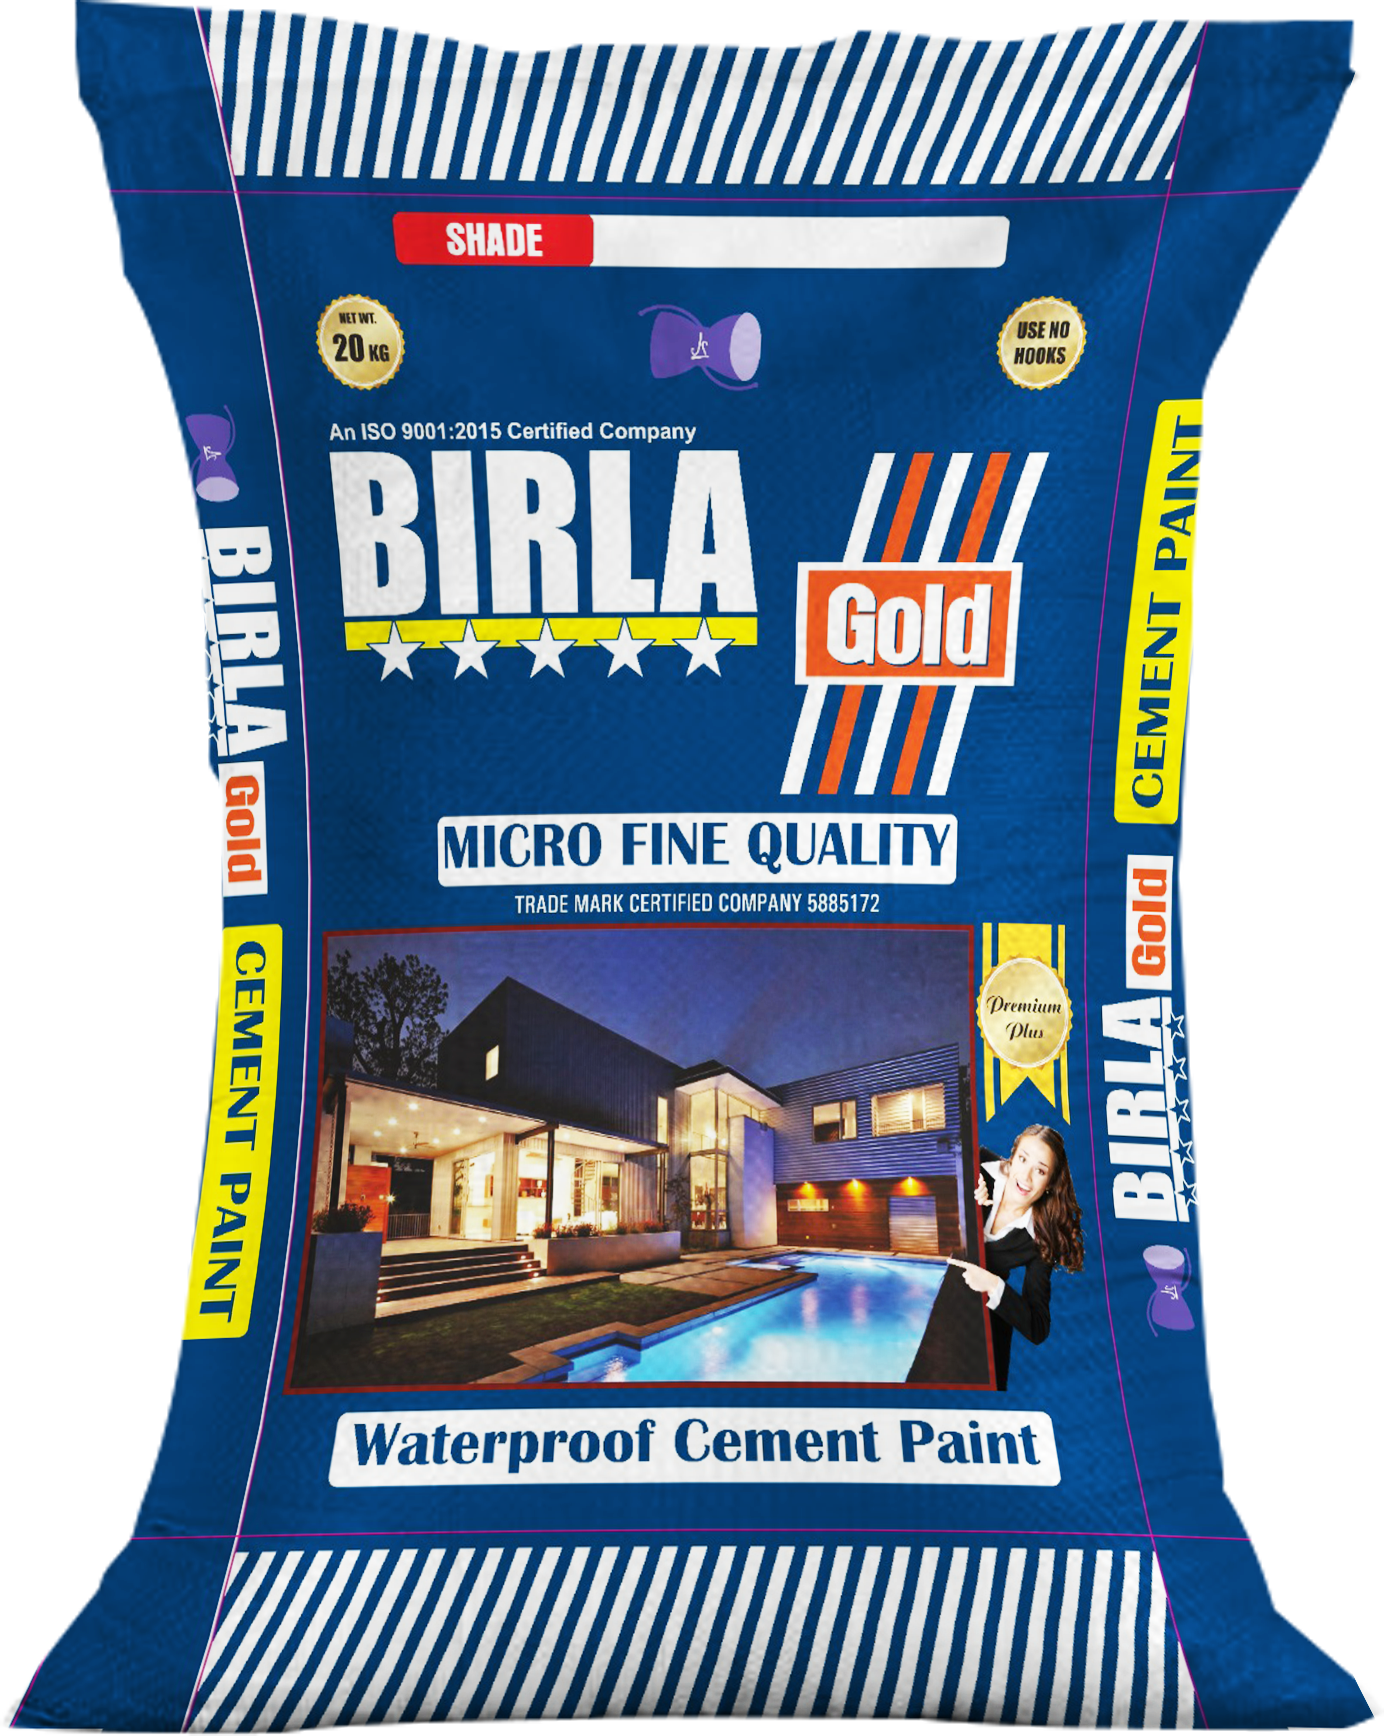 SHADE
NET WT.
20 KG
USE NO
HOOKS
An ISO 9001:2015 Certified Company
BIRLA
Gold
MICRO FINE QUALITY
TRADE MARK CERTIFIED COMPANY 5885172
Premium
Plus
Waterproof Cement Paint
BIRLA
Gold
CEMENT PAINT
CEMENT PAINT
Gold
BIRLA